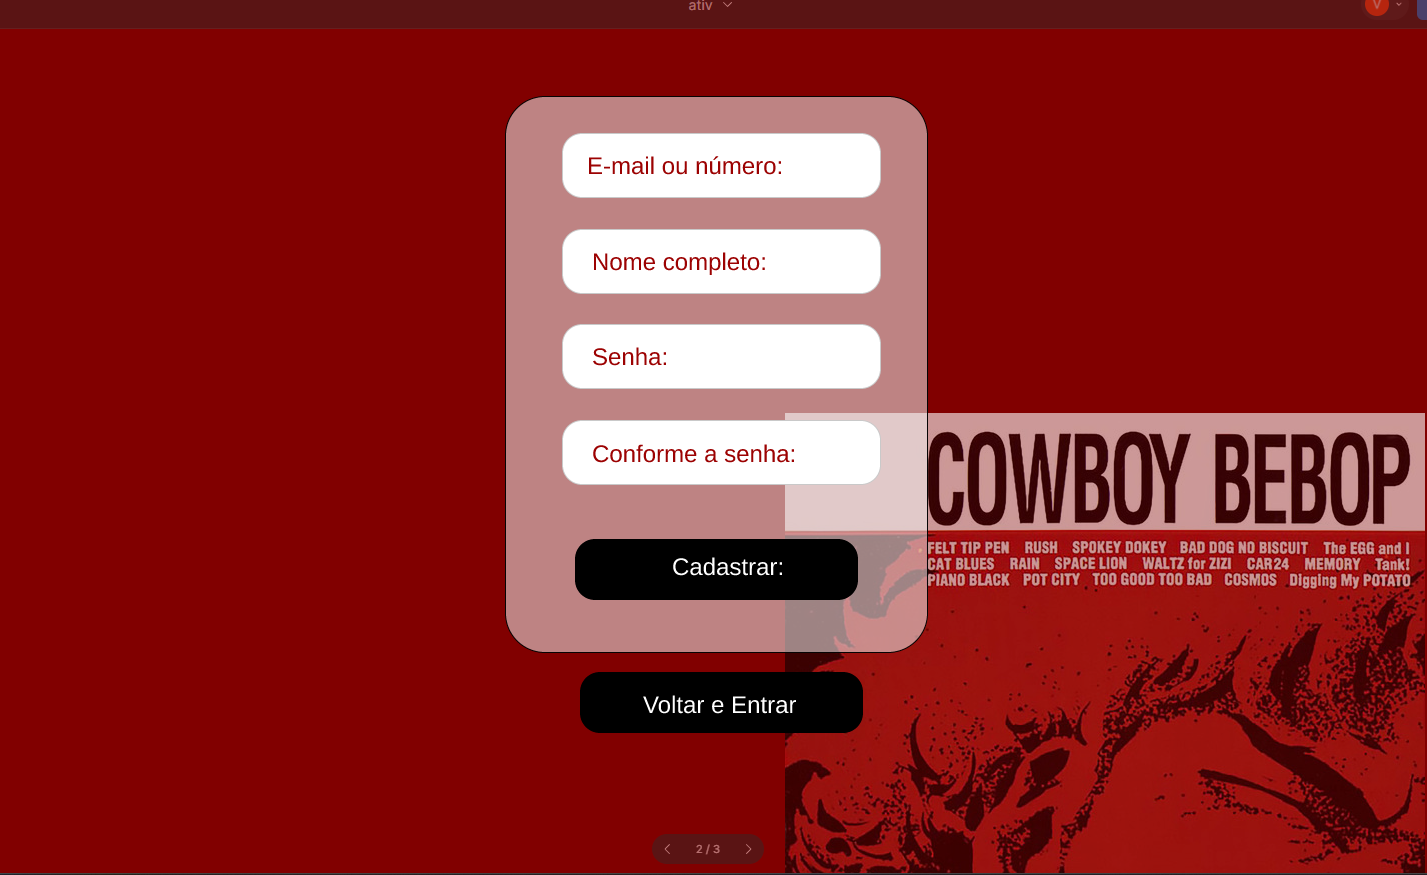 ativ
V
E-mail ou número:
Nome completo:
Senha:
Conforme a senha:
COWBOY BEBOP
FELT TIP PEN RUSH SPOKEY DOKEY BAD DOG NO BISCUIT The EGG and I
CAT BLUES RAIN SPACE LION WALTZ for ZIZI CAR24 MEMORY Tank!
PIANO BLACK POT CITY TOO GOOD TOO BAD COSMOS Digging My POTATO
Cadastrar:
Voltar e Entrar
2 / 3